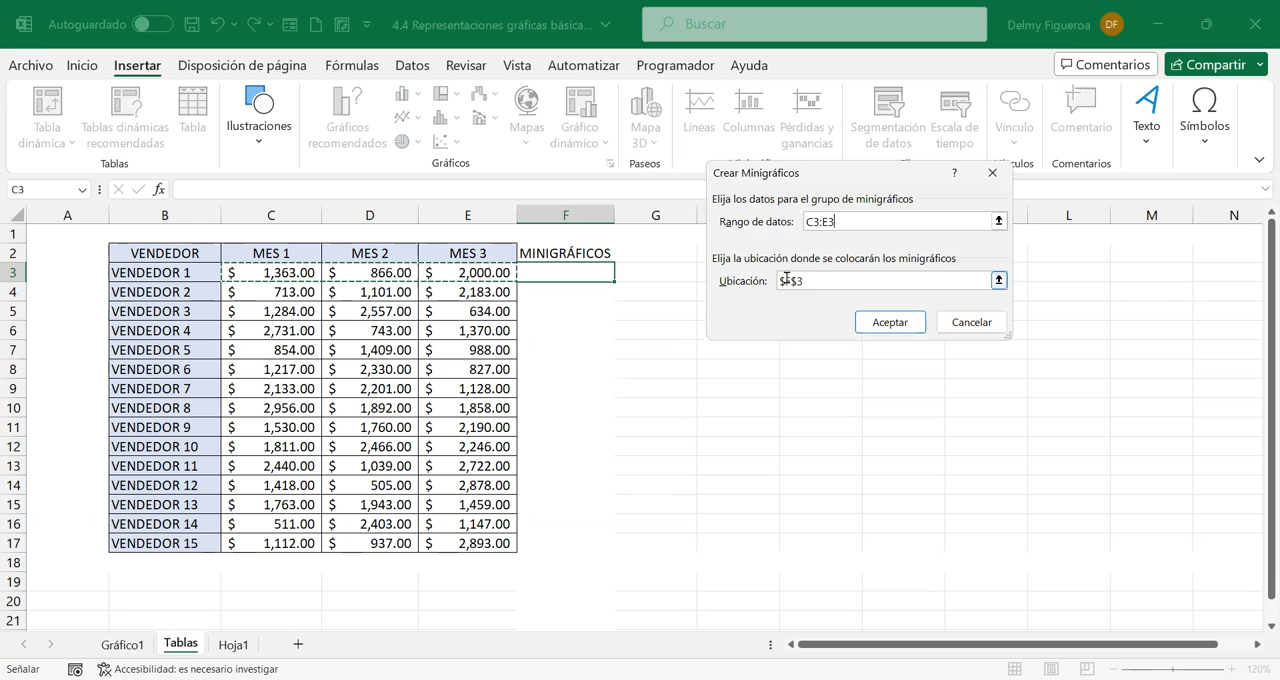 Autoguardado
4.4 Representaciones gráficas básica...
Buscar
Delmy Figueroa DF
Archivo Inicio Insertar Disposición de página Fórmulas Datos Revisar Vista Automatizar Programador Ayuda
Comentarios Compartir
Tabla dinámica
Tablas dinámicas recomendadas
Tabla
Tablas
Ilustraciones
Gráficos recomendados
Mapas
Gráfico dinámico
Gráficos
Mapa 3D
Paseos
Líneas
Columnas
Pérdidas y ganancias
Segmentación de datos
Escala de tiempo
Vínculo
Comentario
Comentarios
Texto
Símbolos
C3
fx
Crear Minigráficos ?
Elija los datos para el grupo de minigráficos
Rango de datos: C3:E3
Elija la ubicación donde se colocarán los minigráficos
Ubicación:
Aceptar Cancelar
A B C D E F G L M N
1
2 VENDEDOR MES 1 MES 2 MES 3 MINIGRÁFICOS
3 VENDEDOR 1 $ 1,363.00 $ 866.00 $ 2,000.00
4 VENDEDOR 2 $ 713.00 $ 1,101.00 $ 2,183.00
5 VENDEDOR 3 $ 1,284.00 $ 2,557.00 $ 634.00
6 VENDEDOR 4 $ 2,731.00 $ 743.00 $ 1,370.00
7 VENDEDOR 5 $ 854.00 $ 1,409.00 $ 988.00
8 VENDEDOR 6 $ 1,217.00 $ 2,330.00 $ 827.00
9 VENDEDOR 7 $ 2,133.00 $ 2,201.00 $ 1,128.00
10 VENDEDOR 8 $ 2,956.00 $ 1,892.00 $ 1,858.00
11 VENDEDOR 9 $ 1,530.00 $ 1,760.00 $ 2,190.00
12 VENDEDOR 10 $ 1,811.00 $ 2,466.00 $ 2,246.00
13 VENDEDOR 11 $ 2,440.00 $ 1,039.00 $ 2,722.00
14 VENDEDOR 12 $ 1,418.00 $ 505.00 $ 2,878.00
15 VENDEDOR 13 $ 1,763.00 $ 1,943.00 $ 1,459.00
16 VENDEDOR 14 $ 511.00 $ 2,403.00 $ 1,147.00
17 VENDEDOR 15 $ 1,112.00 $ 937.00 $ 2,893.00
18
19
20
21
Gráfico1 Tablas Hoja1
Señalar Accesibilidad: es necesario investigar 120%